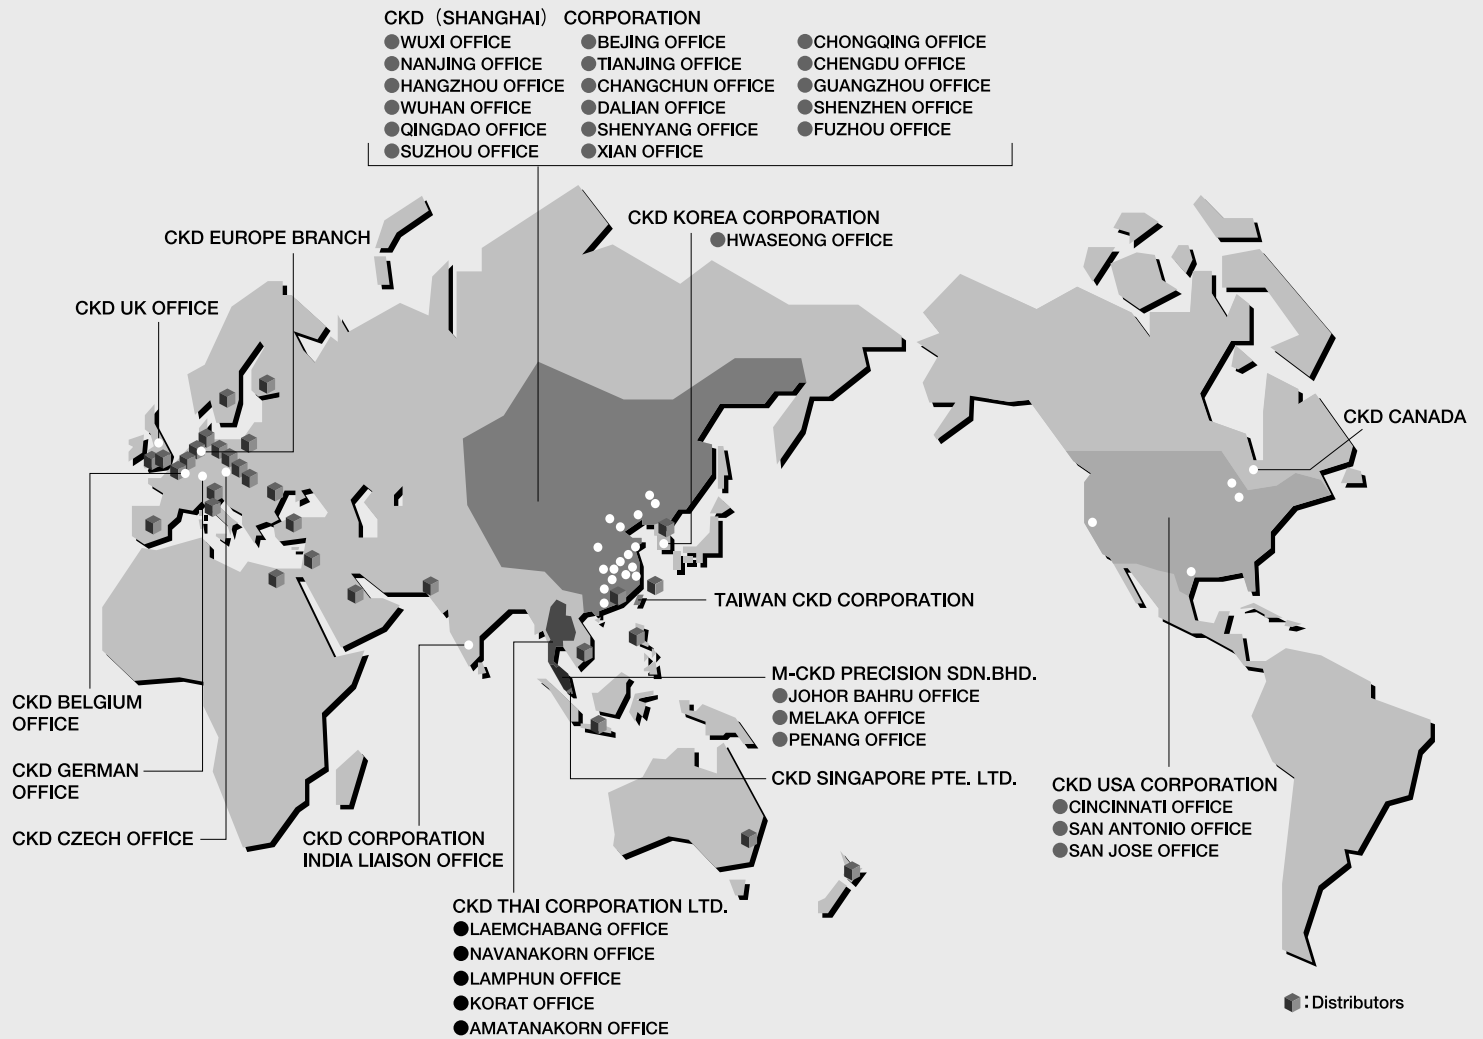 CKD (SHANGHAI) CORPORATION
●WUXI OFFICE
●NANJING OFFICE
●HANGZHOU OFFICE
●WUHAN OFFICE
●QINGDAO OFFICE
●SUZHOU OFFICE
●BEJING OFFICE
●TIANJING OFFICE
●CHANGCHUN OFFICE
●DALIAN OFFICE
●SHENYANG OFFICE
●XIAN OFFICE
●CHONGQING OFFICE
●CHENGDU OFFICE
●GUANGZHOU OFFICE
●SHENZHEN OFFICE
●FUZHOU OFFICE
CKD KOREA CORPORATION
●HWASEONG OFFICE
CKD EUROPE BRANCH
CKD UK OFFICE
CKD CANADA
TAIWAN CKD CORPORATION
M-CKD PRECISION SDN.BHD.
●JOHOR BAHRU OFFICE
●MELAKA OFFICE
●PENANG OFFICE
CKD SINGAPORE PTE. LTD.
CKD BELGIUM
OFFICE
CKD GERMAN
OFFICE
CKD CZECH OFFICE
CKD CORPORATION
INDIA LIAISON OFFICE
CKD USA CORPORATION
●CINCINNATI OFFICE
●SAN ANTONIO OFFICE
●SAN JOSE OFFICE
CKD THAI CORPORATION LTD.
●LAEMCHABANG OFFICE
●NAVANAKORN OFFICE
●LAMPHUN OFFICE
●KORAT OFFICE
●AMATANAKORN OFFICE
:Distributors